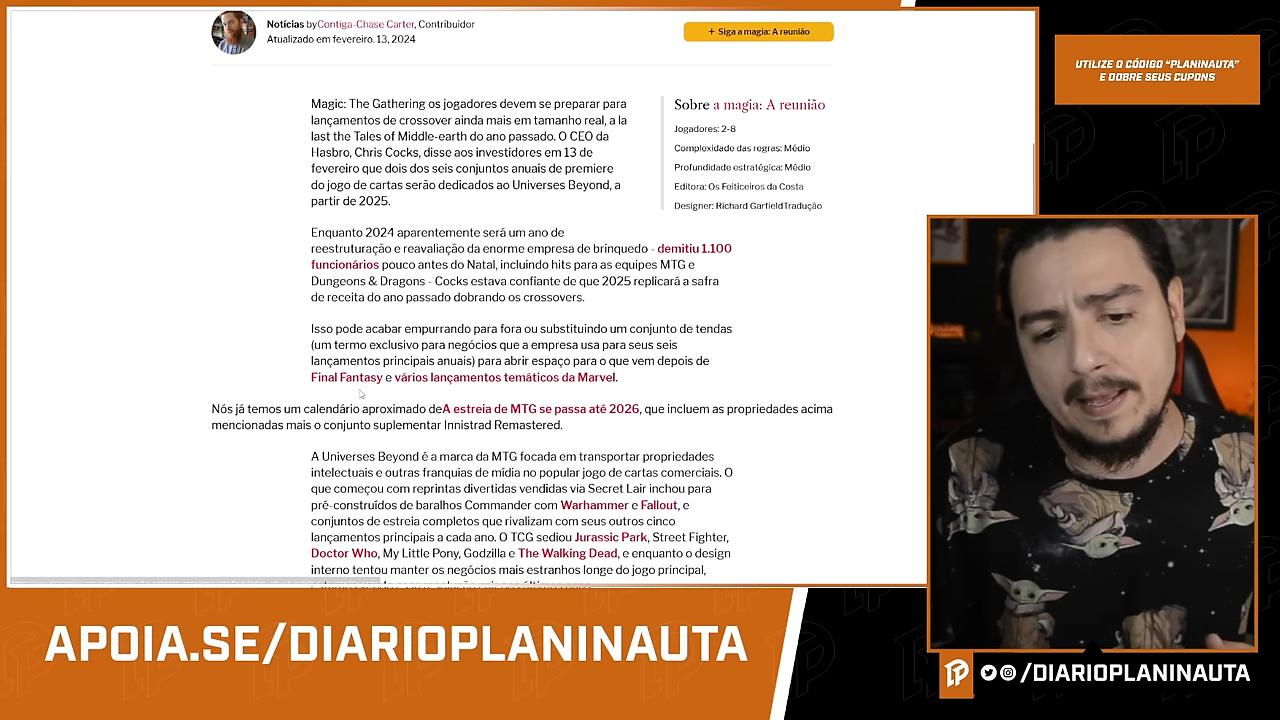 Notícias byContiga-Chase Carter, Contribuidor
Atualizado em fevereiro. 13, 2024
+ Siga a magia: A reunião
UTILIZE O CÓDIGO “PLANINAUTA”
E DOBRE SEUS CUPONS
Magic: The Gathering os jogadores devem se preparar para
lançamentos de crossover ainda mais em tamanho real, a la
last the Tales of Middle-earth do ano passado. O CEO da
Hasbro, Chris Cocks, disse aos investidores em 13 de
fevereiro que dois dos seis conjuntos anuais de premiere
do jogo de cartas serão dedicados ao Universes Beyond, a
partir de 2025.
Sobre a magia: A reunião
Jogadores: 2-8
Complexidade das regras: Médio
Profundidade estratégica: Médio
Editora: Os Feiticeiros da Costa
Designer: Richard GarfieldTradução
Enquanto 2024 aparentemente será um ano de
reestruturação e reavaliação da enorme empresa de brinquedo - demitiu 1.100
funcionários pouco antes do Natal, incluindo hits para as equipes MTG e
Dungeons & Dragons - Cocks estava confiante de que 2025 replicará a safra
de receita do ano passado dobrando os crossovers.
Isso pode acabar empurrando para fora ou substituindo um conjunto de tendas
(um termo exclusivo para negócios que a empresa usa para seus seis
lançamentos principais anuais) para abrir espaço para o que vem depois de
Final Fantasy e vários lançamentos temáticos da Marvel.
Nós já temos um calendário aproximado deA estreia de MTG se passa até 2026, que incluem as propriedades acima
mencionadas mais o conjunto suplementar Innistrad Remastered.
A Universes Beyond é a marca da MTG focada em transportar propriedades
intelectuais e outras franquias de mídia no popular jogo de cartas comerciais. O
que começou com reprintas divertidas vendidas via Secret Lair inchou para
pré-construídos de baralhos Commander com Warhammer e Fallout, e
conjuntos de estreia completos que rivalizam com seus outros cinco
lançamentos principais a cada ano. O TCG sediou Jurassic Park, Street Fighter,
Doctor Who, My Little Pony, Godzilla e The Walking Dead, e enquanto o design
interno tentou manter os negócios mais estranhos longe do jogo principal,
APOIA.SE/DIARIOPLANINAUTA
/DIARIOPLANINAUTA